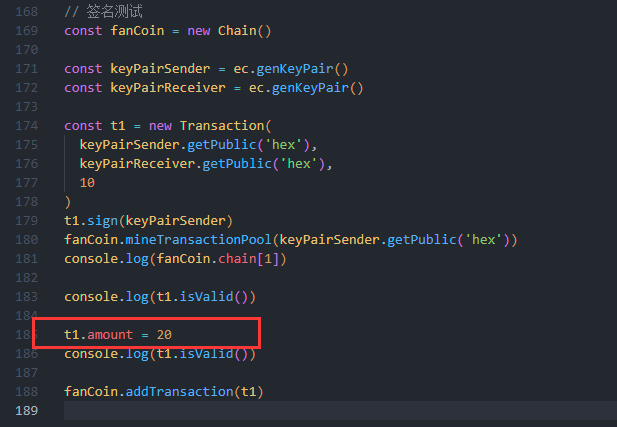 168 // 签名测试
169 const fanCoin = new Chain()
170
171 const keyPairSender = ec.genKeyPair()
172 const keyPairReceiver = ec.genKeyPair()
173
174 const t1 = new Transaction(
175 keyPairSender.getPublic('hex'),
176 keyPairReceiver.getPublic('hex'),
177 10
178 )
179 t1.sign(keyPairSender)
180 fanCoin.mineTransactionPool(keyPairSender.getPublic('hex'))
181 console.log(fanCoin.chain[1])
182
183 console.log(t1.isValid())
184
185 t1.amount = 20
186 console.log(t1.isValid())
187
188 fanCoin.addTransaction(t1)
189